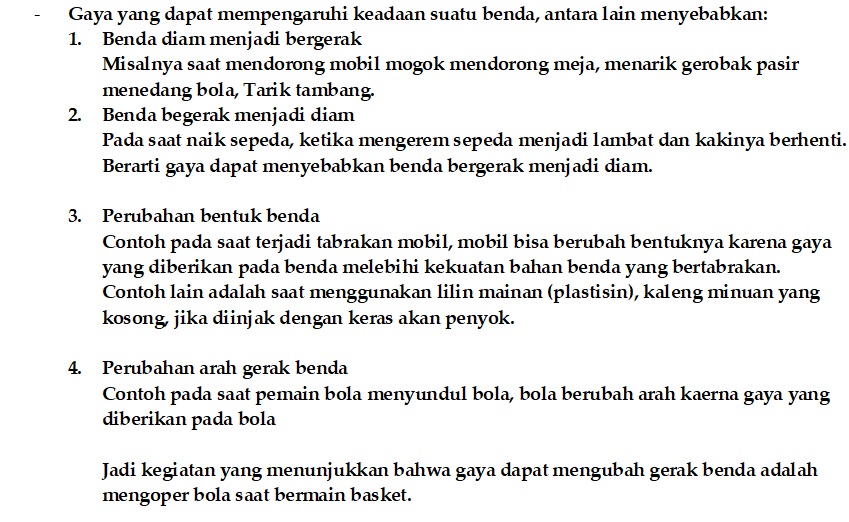 - Gaya yang dapat mempengaruhi keadaan suatu benda, antara lain menyebabkan:
1. Benda diam menjadi bergerak
Misalnya saat mendorong mobil mogok mendorong meja, menarik gerobak pasir
menedang bola, Tarik tambang.
2. Benda begerak menjadi diam
Pada saat naik sepeda, ketika mengerem sepeda menjadi lambat dan kakinya berhenti.
Berarti gaya dapat menyebabkan benda bergerak menjadi diam.
3. Perubahan bentuk benda
Contoh pada saat terjadi tabrakan mobil, mobil bisa berubah bentuknya karena gaya
yang diberikan pada benda melebihi kekuatan bahan benda yang bertabrakan.
Contoh lain adalah saat menggunakan lilin mainan (plastisin), kaleng minuan yang
kosong, jika diinjak dengan keras akan penyok.
4. Perubahan arah gerak benda
Contoh pada saat pemain bola menyundul bola, bola berubah arah kaerna gaya yang
diberikan pada bola
Jadi kegiatan yang menunjukkan bahwa gaya dapat mengubah gerak benda adalah
mengoper bola saat bermain basket.